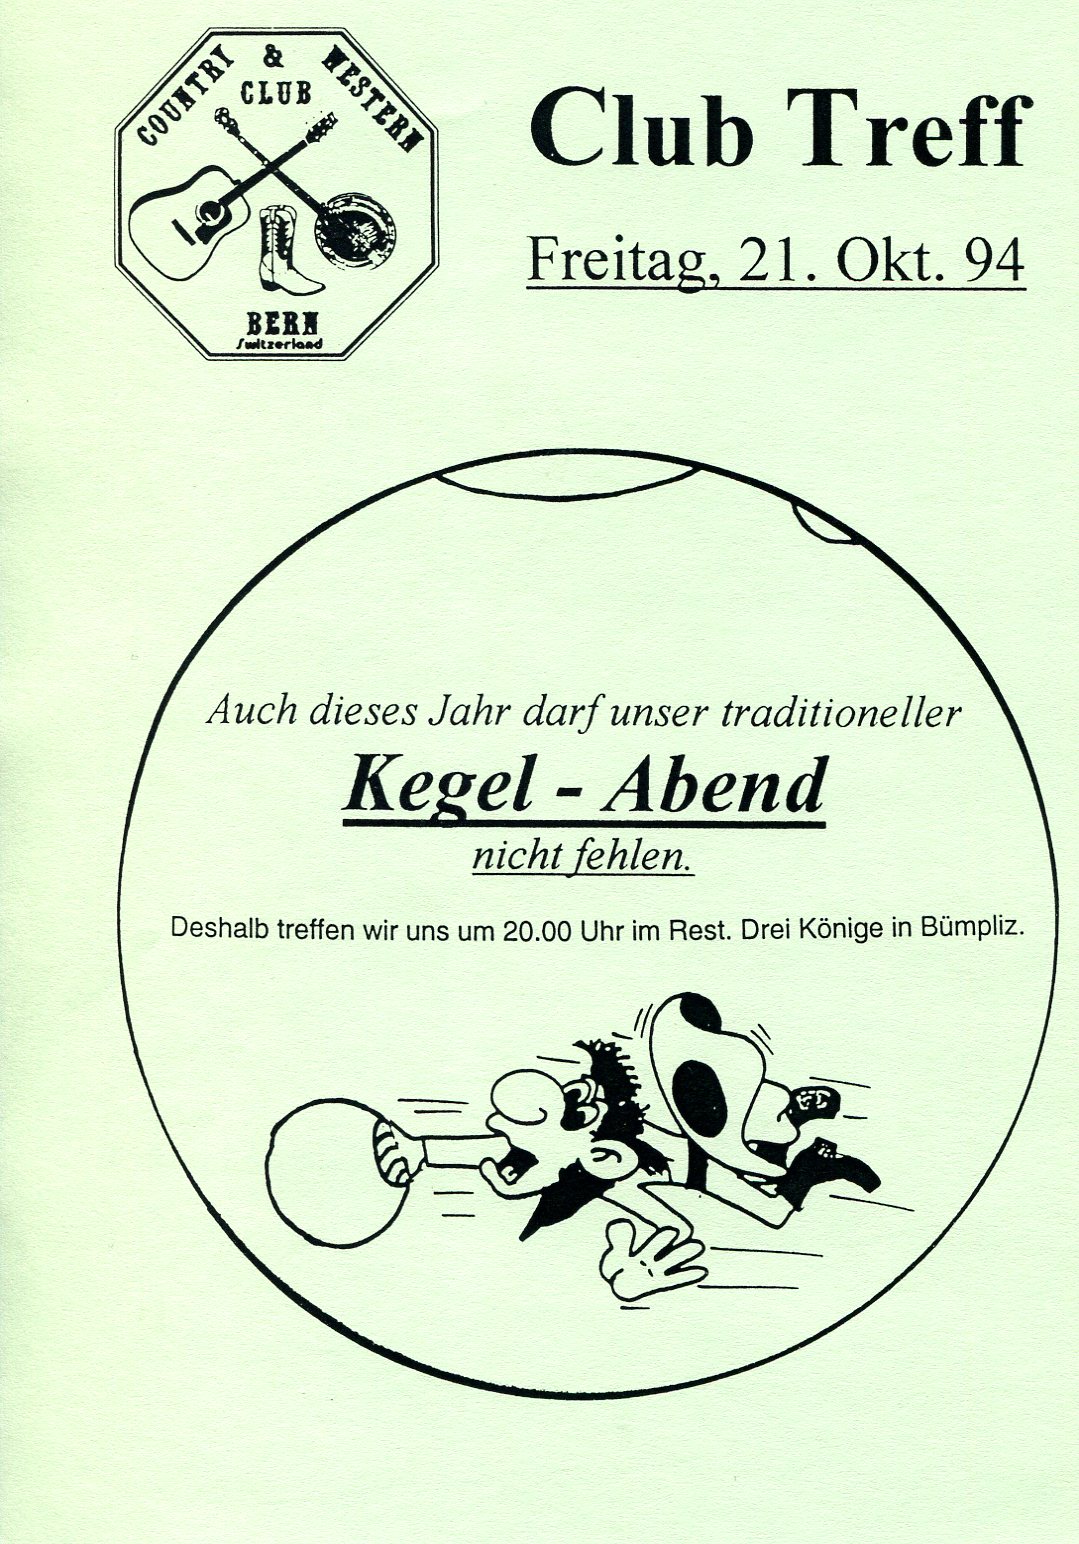 COUNTRY & WESTERN
CLUB
BERN
Switzerland
Club Treff
Freitag, 21. Okt. 94
Auch dieses Jahr darf unser traditioneller
Kegel - Abend
nicht fehlen.
Deshalb treffen wir uns um 20.00 Uhr im Rest. Drei Könige in Bümpliz.